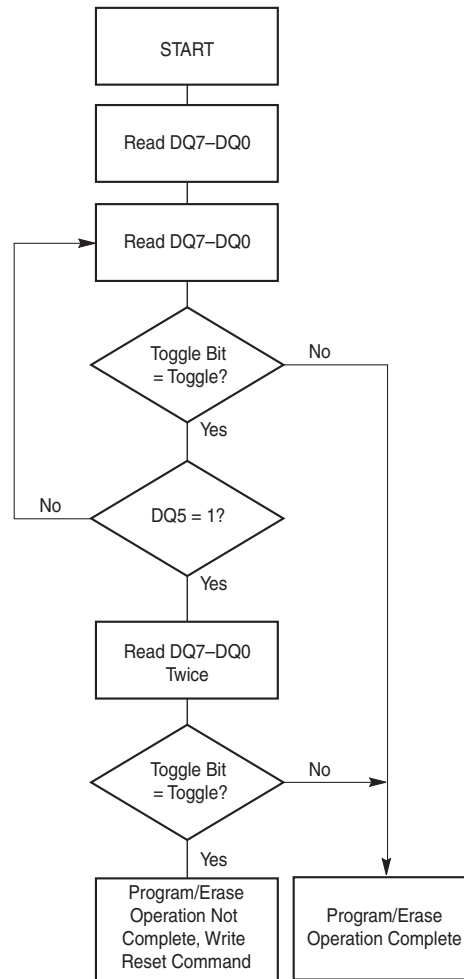 START
Read DQ7–DQ0
Read DQ7–DQ0
Toggle Bit
= Toggle?
No
Yes
No
DQ5 = 1?
Yes
Read DQ7–DQ0
Twice
Toggle Bit
= Toggle?
No
Yes
Program/Erase
Operation Not
Complete, Write
Reset Command
Program/Erase
Operation Complete